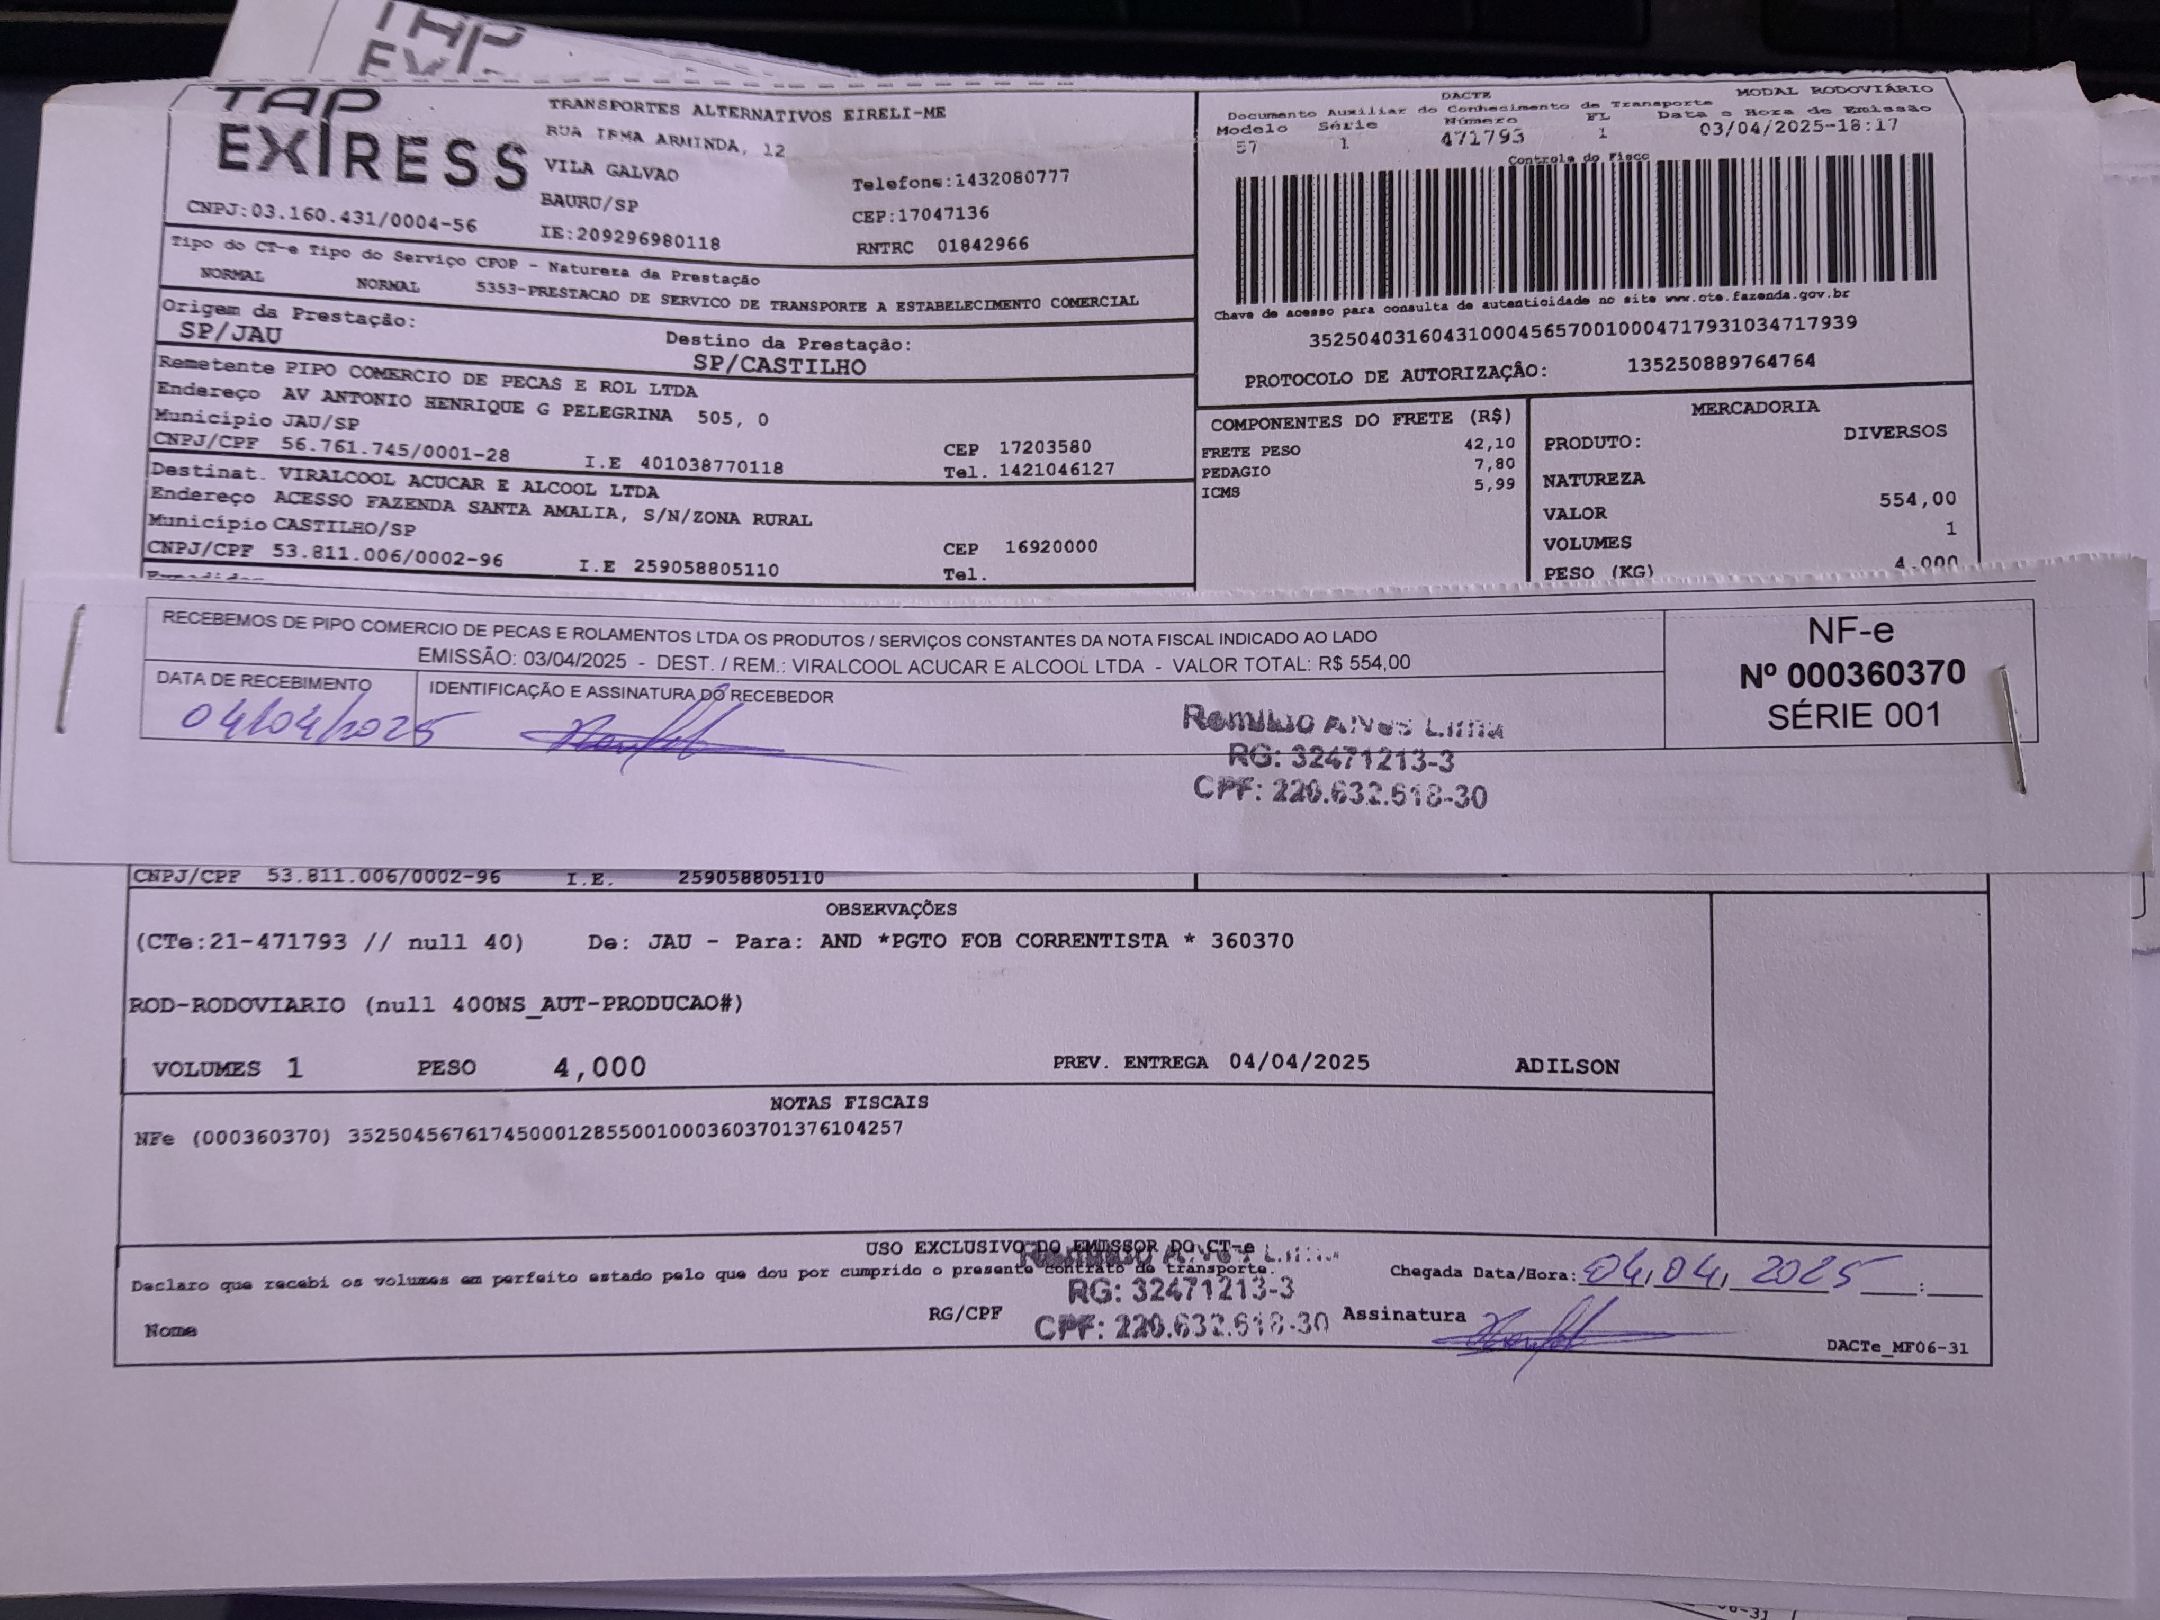 TAP
EXPRESS
TAP
EXIRESS
TRANSPORTES ALTERNATIVOS EIRELI-ME
RUA IRMA ARMINDA, 12
VILA GALVAO
BAURU/SP
IE:209296980118
Telefone:1432080777
CEP:17047136
RNTRC 01842966
CNPJ:03.160.431/0004-56
DACTE
MODAL RODOVIÁRIO
Documento Auxiliar do Conhecimento de Transporte
Modelo Série Número FL Data e Hora de Emissão
57 1 471793 1 03/04/2025-18:17
Controle do Fisco
Chave de acesso para consulta de autenticidade no site www.cte.fazenda.gov.br
35250403160431000456570010004717931034717939
PROTOCOLO DE AUTORIZAÇÃO: 135250889764764
Tipo do CT-e Tipo do Serviço CFOP - Natureza da Prestação
NORMAL NORMAL 5353-PRESTACAO DE SERVICO DE TRANSPORTE A ESTABELECIMENTO COMERCIAL
Origem da Prestação: Destino da Prestação:
SP/JAU SP/CASTILHO
Remetente PIPO COMERCIO DE PECAS E ROL LTDA
Endereço AV ANTONIO HENRIQUE G PELEGRINA 505, 0
Município JAU/SP CEP 17203580
CNPJ/CPF 56.761.745/0001-28 I.E 401038770118 Tel. 1421046127
Destinat. VIRALCOOL ACUCAR E ALCOOL LTDA
Endereço ACESSO FAZENDA SANTA AMALIA, S/N/ZONA RURAL
Município CASTILHO/SP CEP 16920000
CNPJ/CPF 53.811.006/0002-96 I.E 259058805110 Tel.
COMPONENTES DO FRETE (R$)
FRETE PESO 42,10
PEDAGIO 7,80
ICMS 5,99
MERCADORIA
PRODUTO: DIVERSOS
NATUREZA
VALOR 554,00
VOLUMES 1
PESO (KG) 4,000
RECEBEMOS DE PIPO COMERCIO DE PECAS E ROLAMENTOS LTDA OS PRODUTOS / SERVIÇOS CONSTANTES DA NOTA FISCAL INDICADO AO LADO
EMISSÃO: 03/04/2025 - DEST. / REM.: VIRALCOOL ACUCAR E ALCOOL LTDA - VALOR TOTAL: R$ 554,00
DATA DE RECEBIMENTO
04/04/2025
IDENTIFICAÇÃO E ASSINATURA DO RECEBEDOR
NF-e
Nº 000360370
SÉRIE 001
Alves Lima
RG: 32471213-3
CPF: 220.632.618-30
CNPJ/CPF 53.811.006/0002-96 I.E. 259058805110
OBSERVAÇÕES
(CTe:21-471793 // null 40) De: JAU - Para: AND *PGTO FOB CORRENTISTA * 360370
ROD-RODOVIARIO (null 400NS_AUT-PRODUCAO#)
VOLUMES 1 PESO 4,000 PREV. ENTREGA 04/04/2025 ADILSON
NOTAS FISCAIS
NFe (000360370) 35250456761745000128550010003603701376104257
USO EXCLUSIVO DO EMISSOR DO CT-e
Declaro que recebi os volumes em perfeito estado pelo que dou por cumprido o presente contrato de transporte.
Chegada Data/Hora: 04, 04, 2025 :
Alves Lima
RG: 32471213-3
CPF: 220.632.618-30
Nome RG/CPF Assinatura
DACTe_MF06-31
06-31